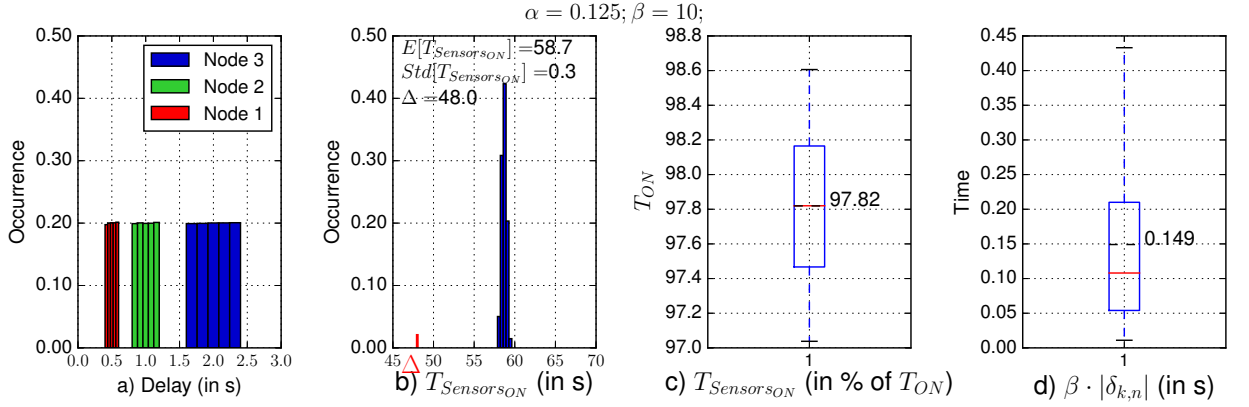 α = 0.125; β = 10;
0.50
0.40
0.30
0.20
0.10
0.00
Occurrence
Node 3
Node 2
Node 1
0.0 0.5 1.0 1.5 2.0 2.5 3.0
a) Delay (in s)
0.50
0.40
0.30
0.20
0.10
0.00
Occurrence
E[T_{Sensors_{ON}}] =58.7
Std[T_{Sensors_{ON}}] =0.3
Δ =48.0
45 50 55 60 65 70
Δ
b) T_{Sensors_{ON}} (in s)
98.8
98.6
98.4
98.2
98.0
97.8
97.6
97.4
97.2
97.0
T_{ON}
97.82
1
c) T_{Sensors_{ON}} (in % of T_{ON})
0.45
0.40
0.35
0.30
0.25
0.20
0.15
0.10
0.05
0.00
Time
0.149
1
d) β · |δ_{k,n}| (in s)